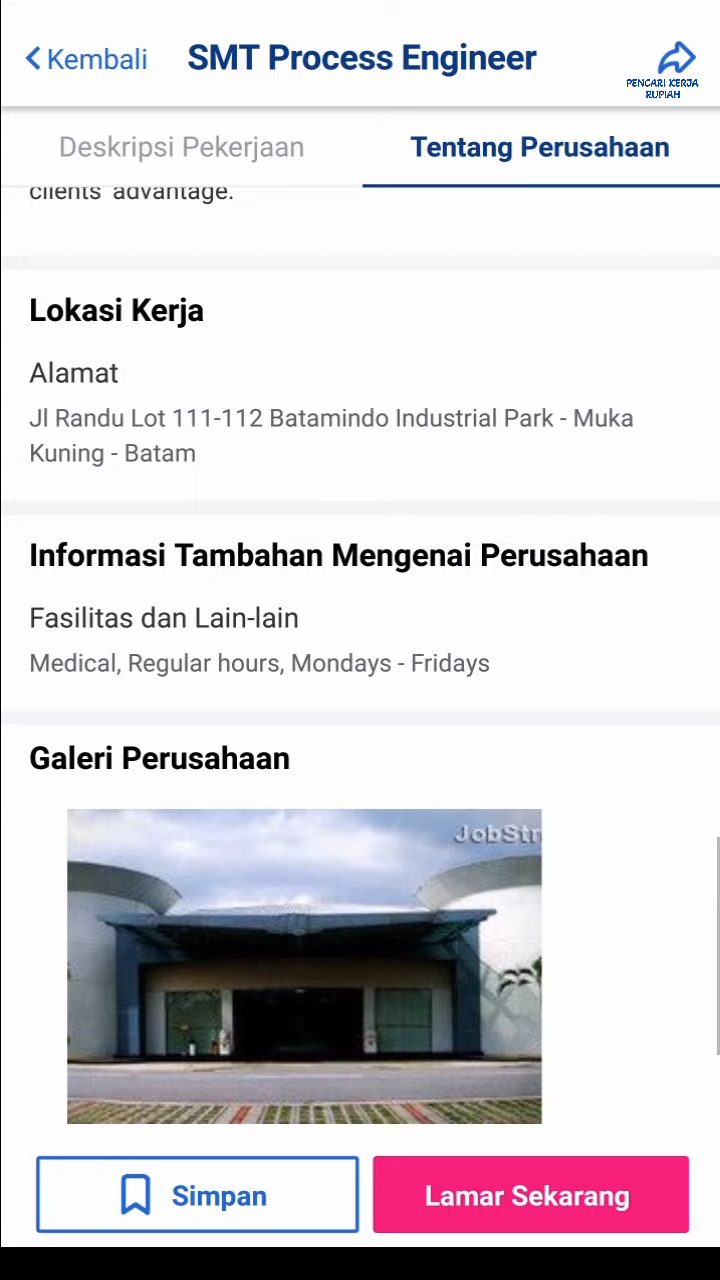 Kembali
SMT Process Engineer
PENCARI KERJA
RUPIAH
Deskripsi Pekerjaan
Tentang Perusahaan
clients advantage.
Lokasi Kerja
Alamat
Jl Randu Lot 111-112 Batamindo Industrial Park - Muka
Kuning - Batam
Informasi Tambahan Mengenai Perusahaan
Fasilitas dan Lain-lain
Medical, Regular hours, Mondays - Fridays
Galeri Perusahaan
JobStr
Simpan
Lamar Sekarang